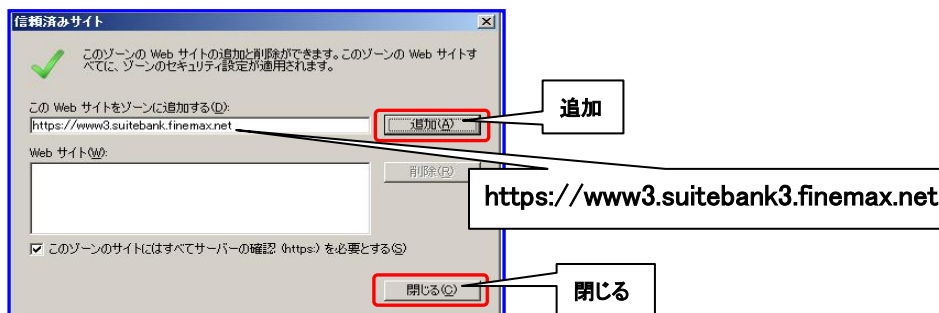 信頼済みサイト
このゾーンの Web サイトの追加と削除ができます。このゾーンの Web サイトす
べてに、ゾーンのセキュリティ設定が適用されます。
この Web サイトをゾーンに追加する(D):
https://www3.suitebank.finemax.net
追加(A)
追加
Web サイト(W):
削除(R)
https://www3.suitebank3.finemax.net
このゾーンのサイトにはすべてサーバーの確認 (https:) を必要とする(S)
閉じる(C)
閉じる